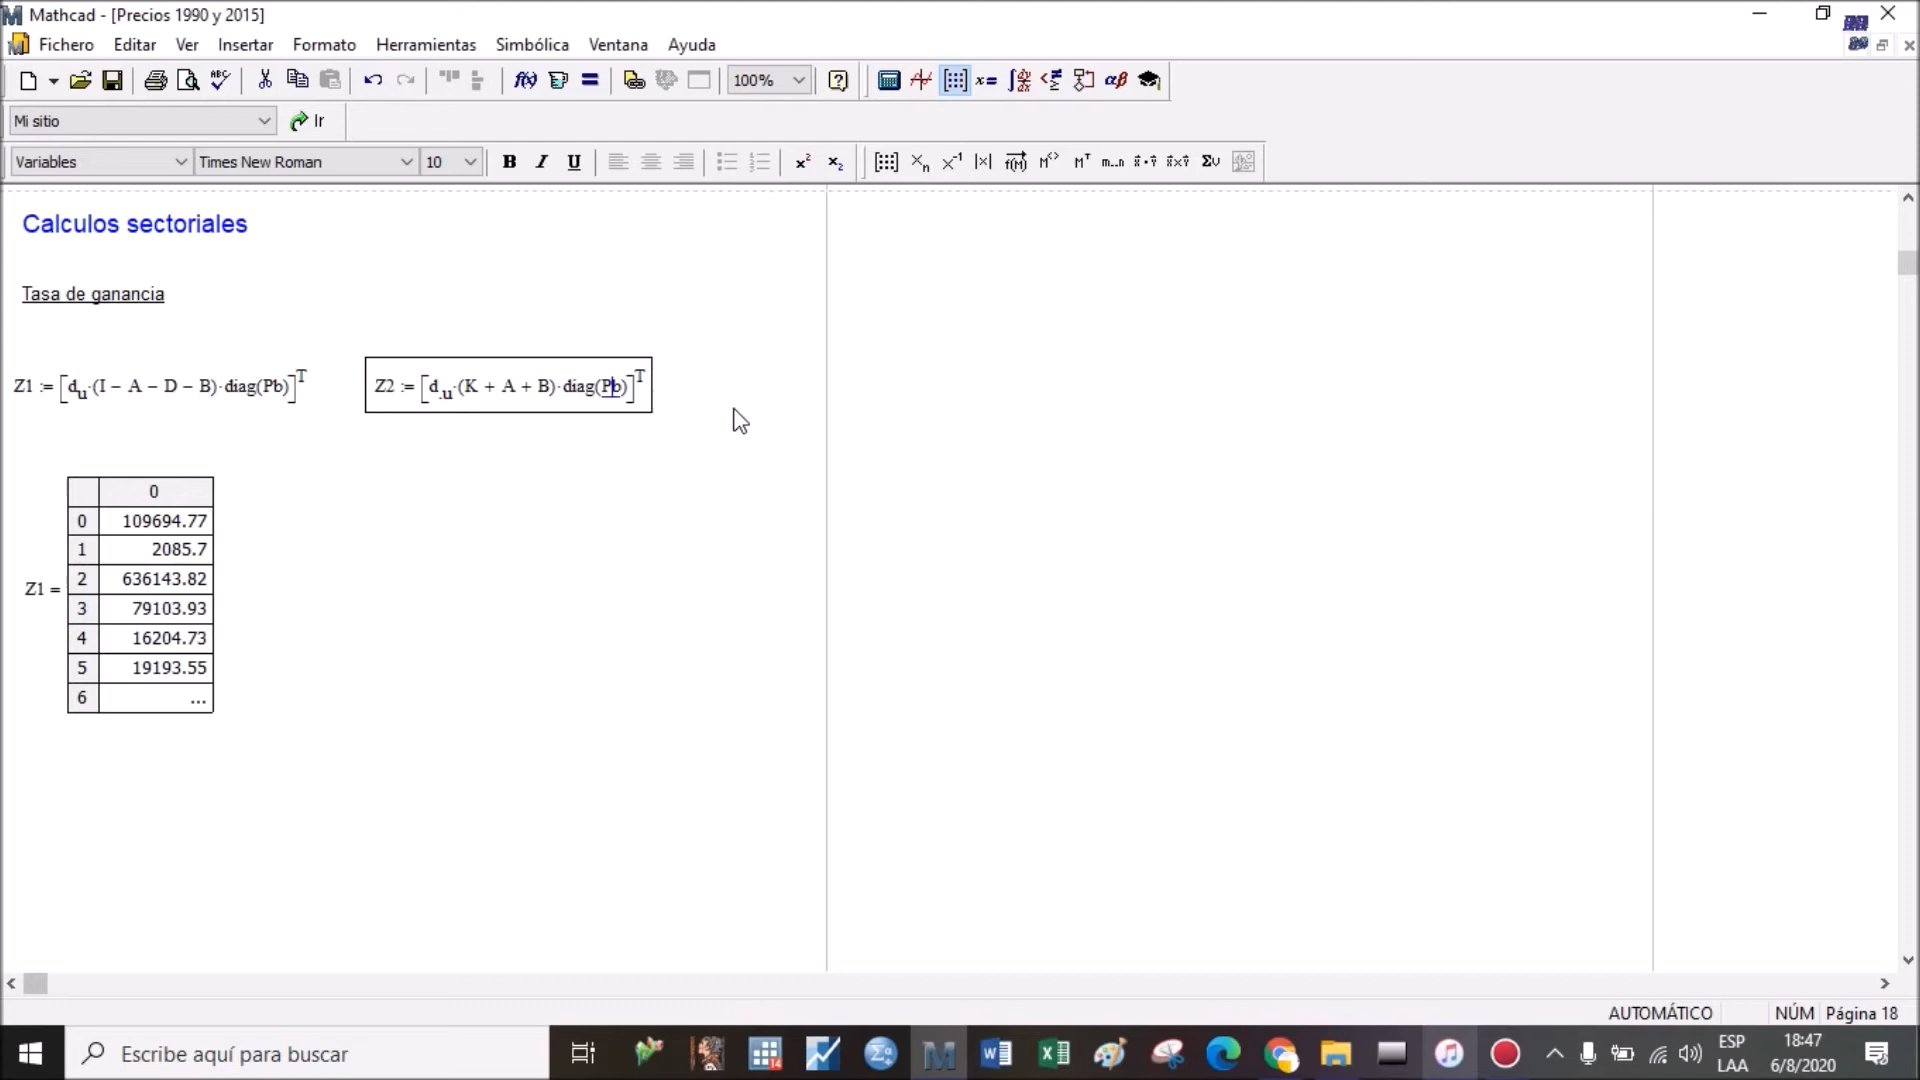 Mathcad - [Precios 1990 y 2015]
Fichero Editar Ver Insertar Formato Herramientas Simbólica Ventana Ayuda
100%
Mi sitio Ir
Variables Times New Roman 10 B I U
Calculos sectoriales
Tasa de ganancia
Z1 := [d_u·(I − A − D − B)·diag(Pb)]^T Z2 := [d_.u·(K + A + B)·diag(Pb)]^T
0
0 109694.77
1 2085.7
2 636143.82
Z1 =
3 79103.93
4 16204.73
5 19193.55
6 ...
AUTOMÁTICO NÚM Página 18
Escribe aquí para buscar
ESP
LAA
18:47
6/8/2020